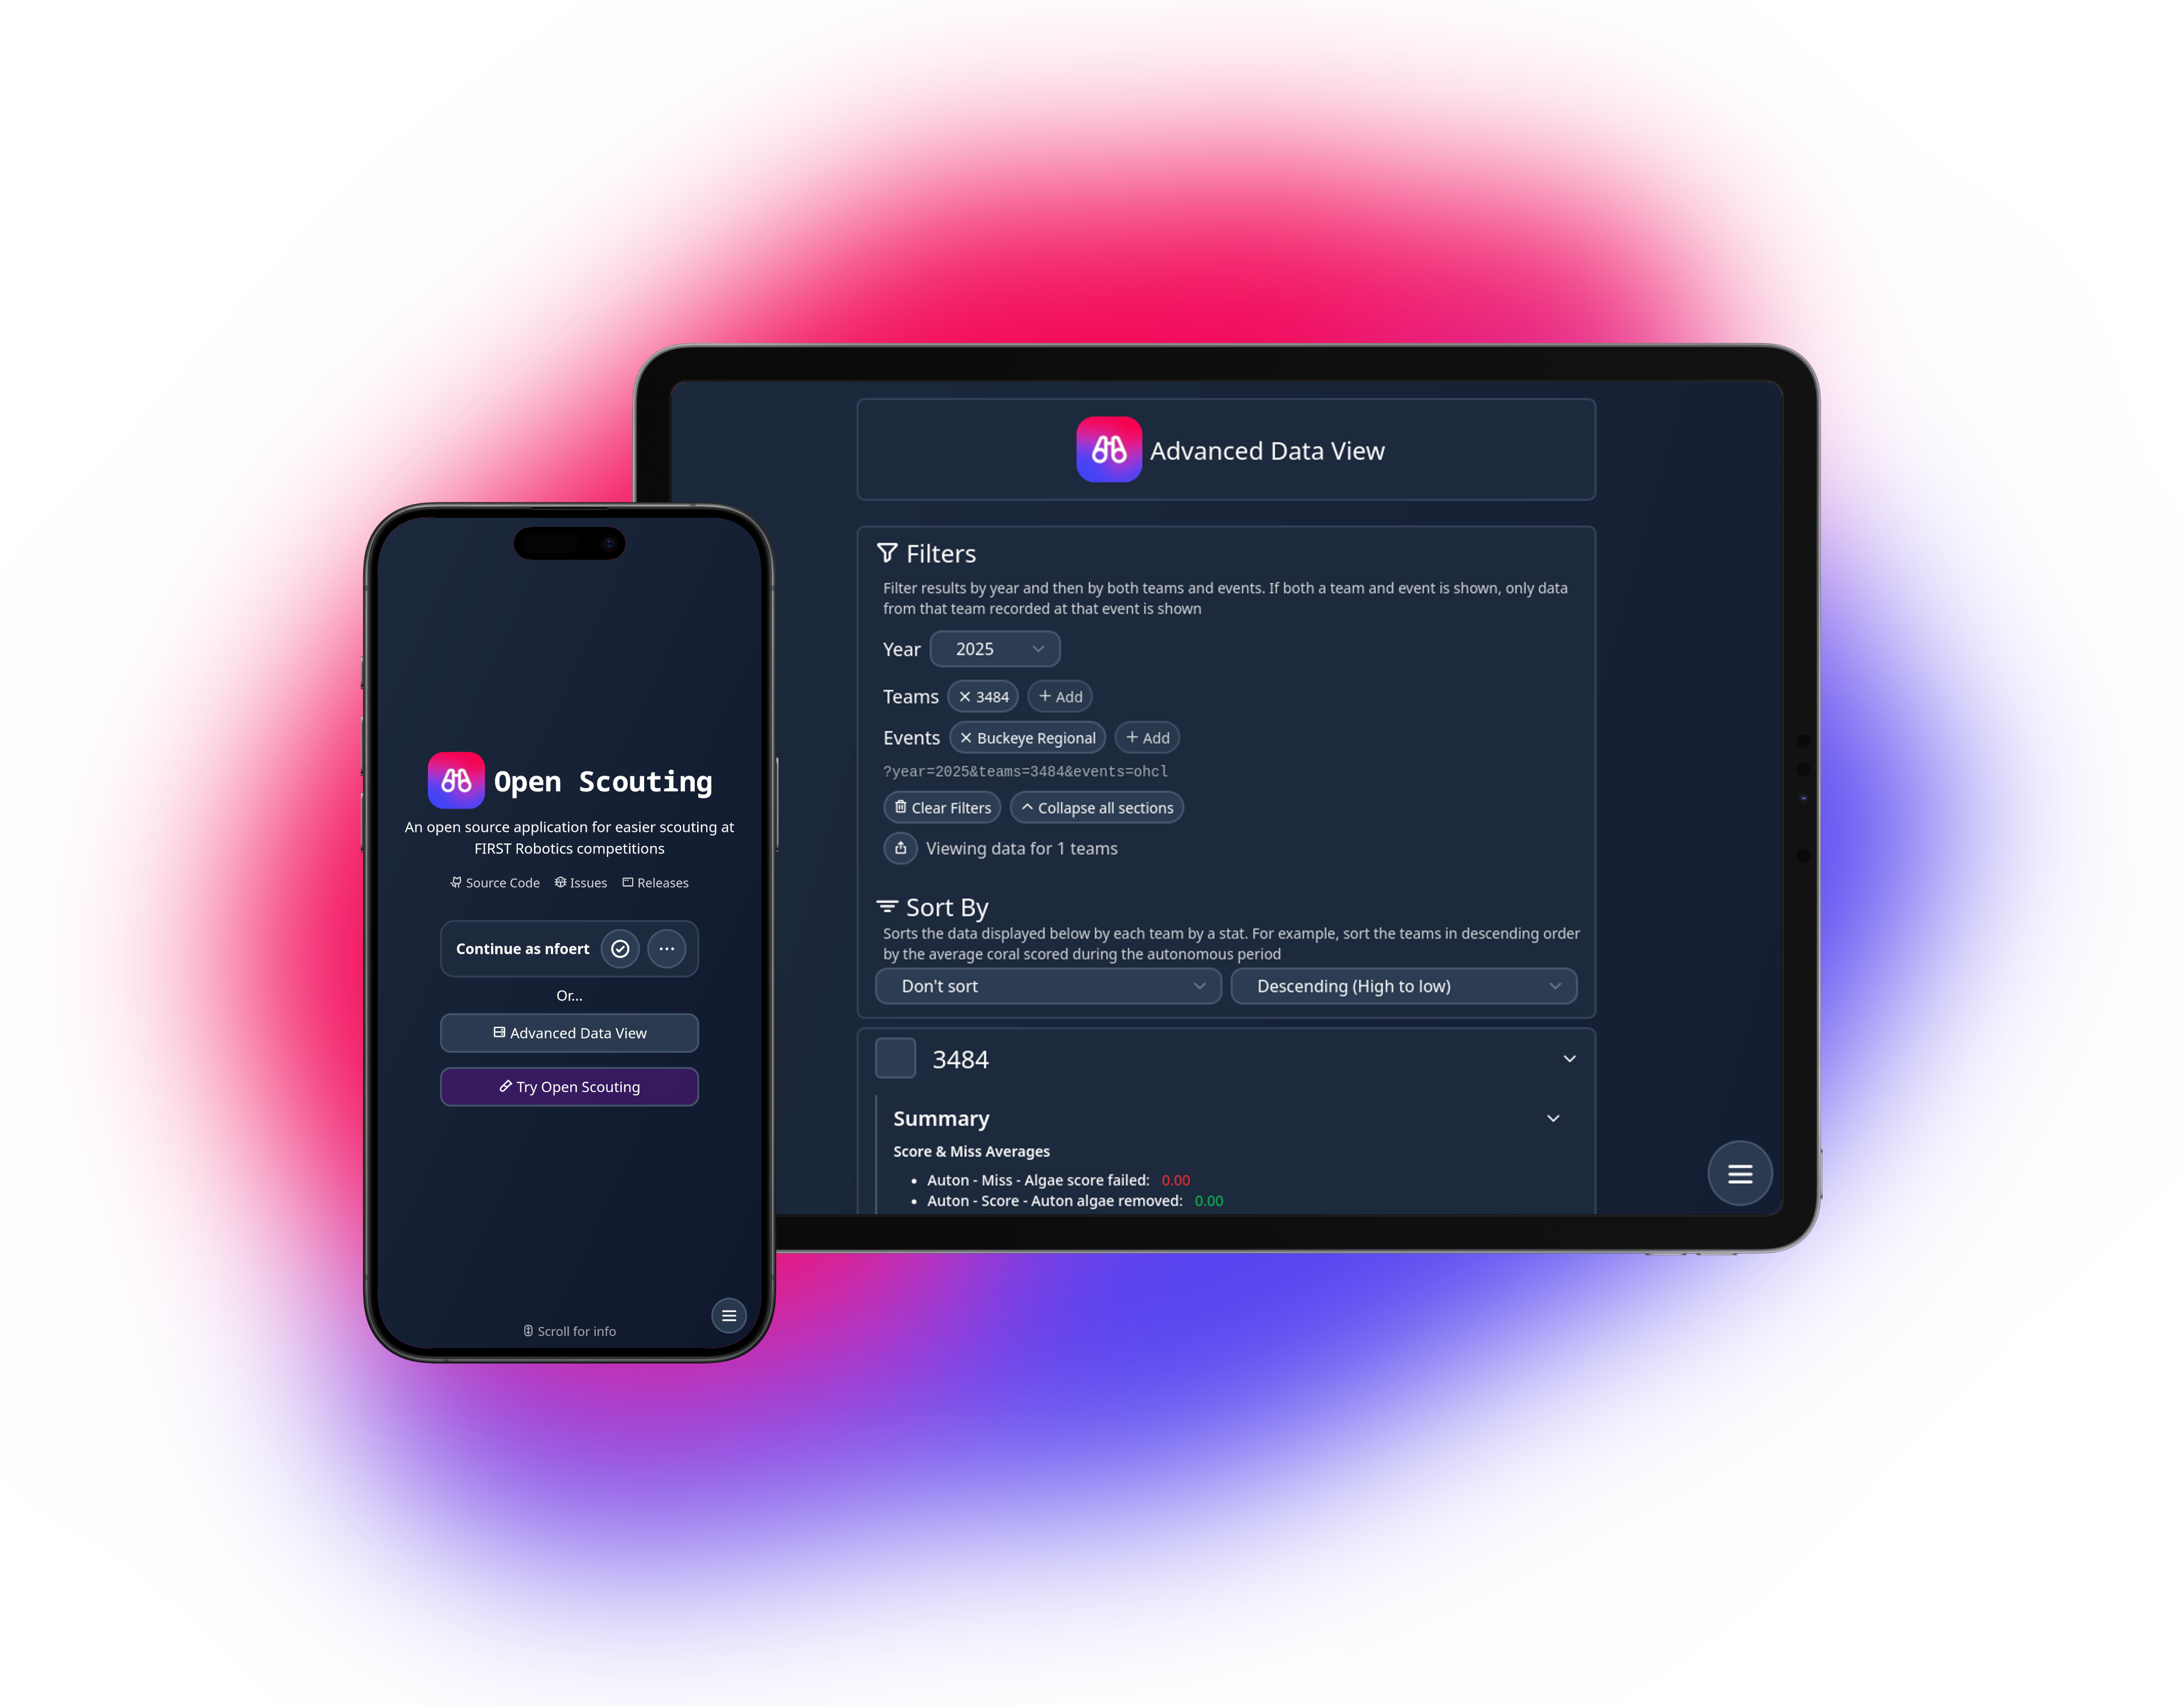 Advanced Data View
Filters
Filter results by year and then by both teams and events. If both a team and event is shown, only data
from that team recorded at that event is shown
Year 2025
Teams 3484 Add
Events Buckeye Regional Add
?year=2025&teams=3484&events=ohcl
Clear Filters Collapse all sections
Viewing data for 1 teams
Sort By
Sorts the data displayed below by each team by a stat. For example, sort the teams in descending order
by the average coral scored during the autonomous period
Don't sort Descending (High to low)
3484
Summary
Score & Miss Averages
Auton - Miss - Algae score failed: 0.00
Auton - Score - Auton algae removed: 0.00
Open Scouting
An open source application for easier scouting at
FIRST Robotics competitions
Source Code Issues Releases
Continue as nfoert
Or...
Advanced Data View
Try Open Scouting
Scroll for info